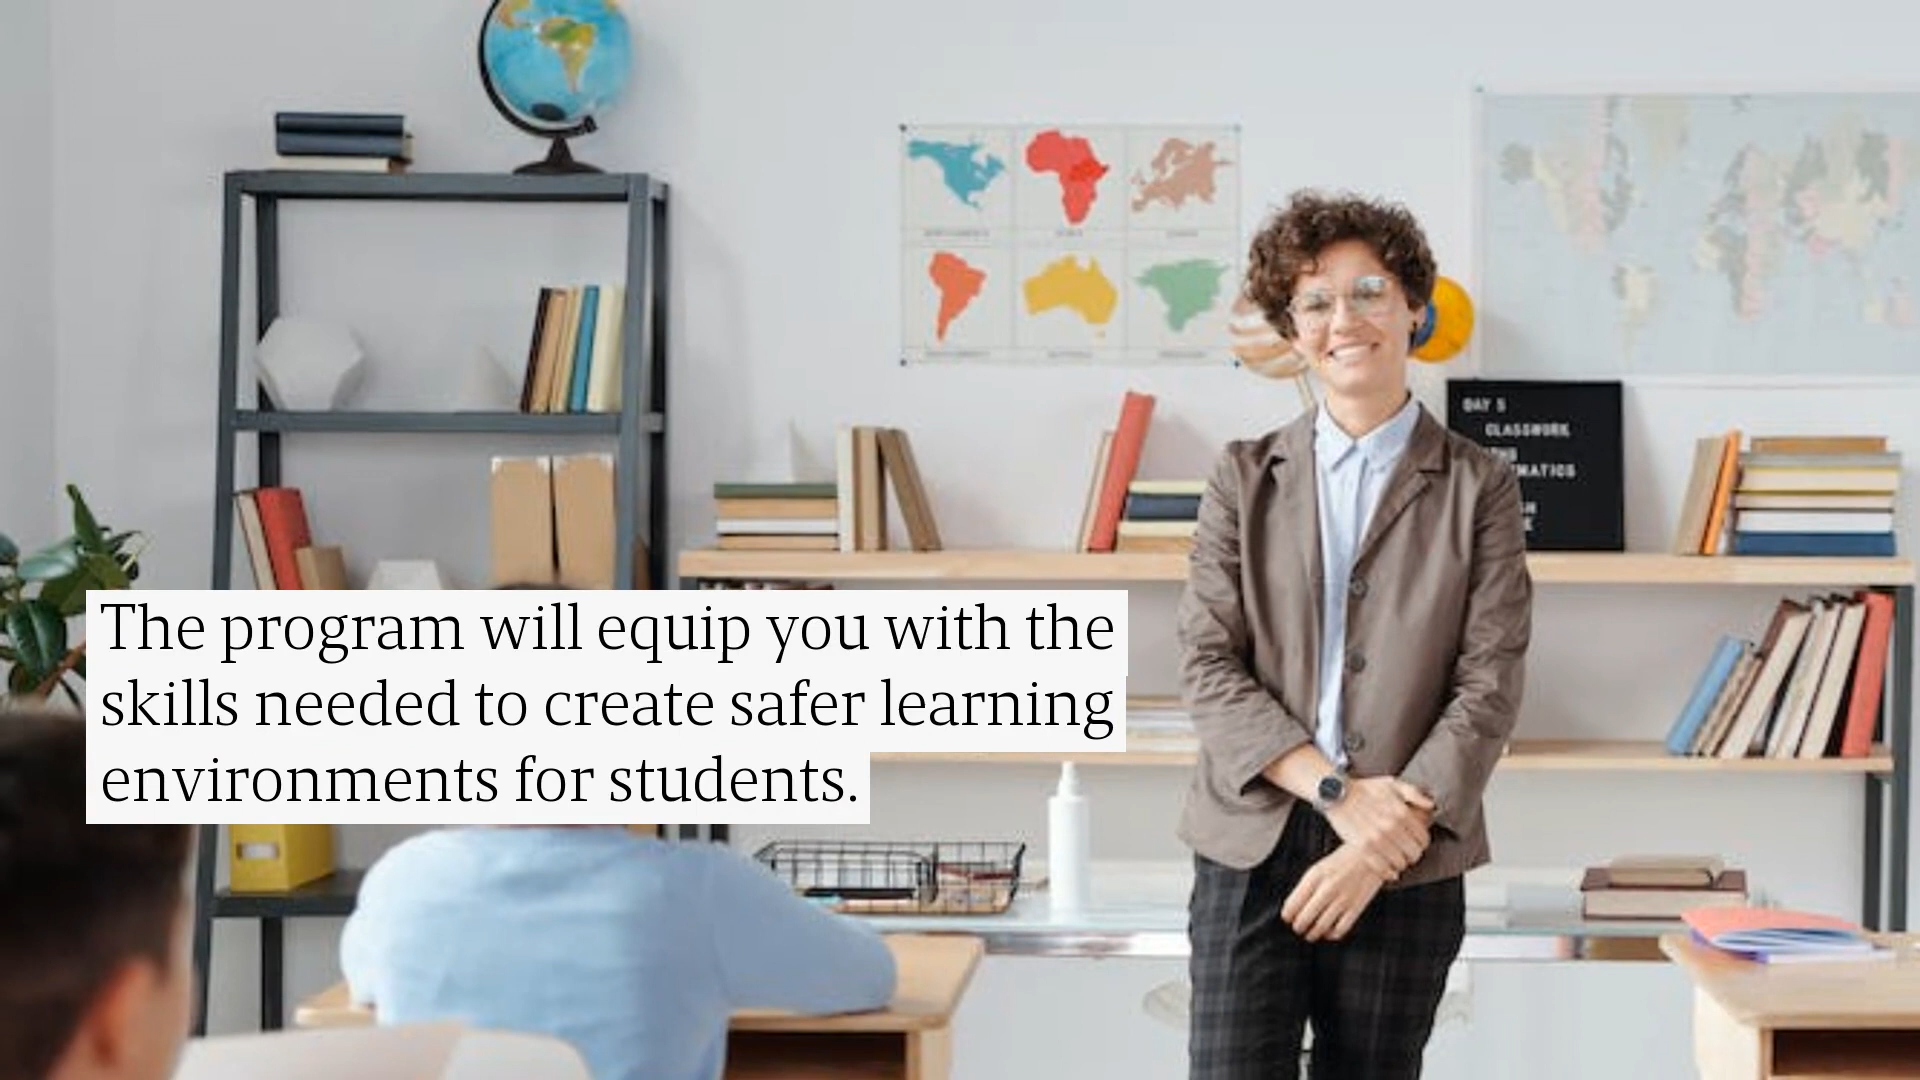 The program will equip you with the
skills needed to create safer learning
environments for students.
DAY 5
CLASSWORK